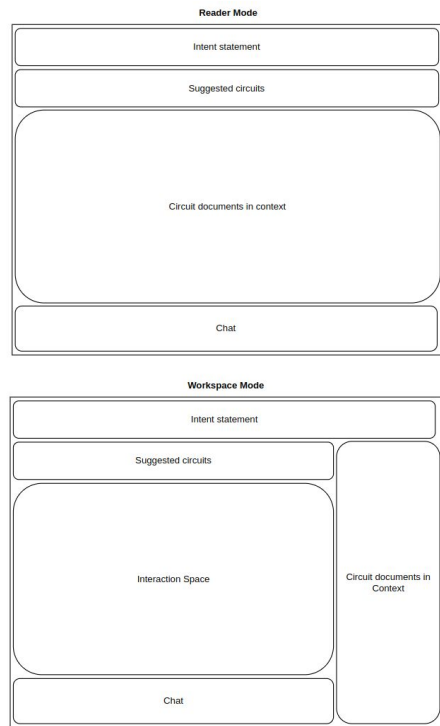 Reader Mode
Intent statement
Suggested circuits
Circuit documents in context
Chat
Workspace Mode
Intent statement
Suggested circuits
Interaction Space
Circuit documents in
Context
Chat